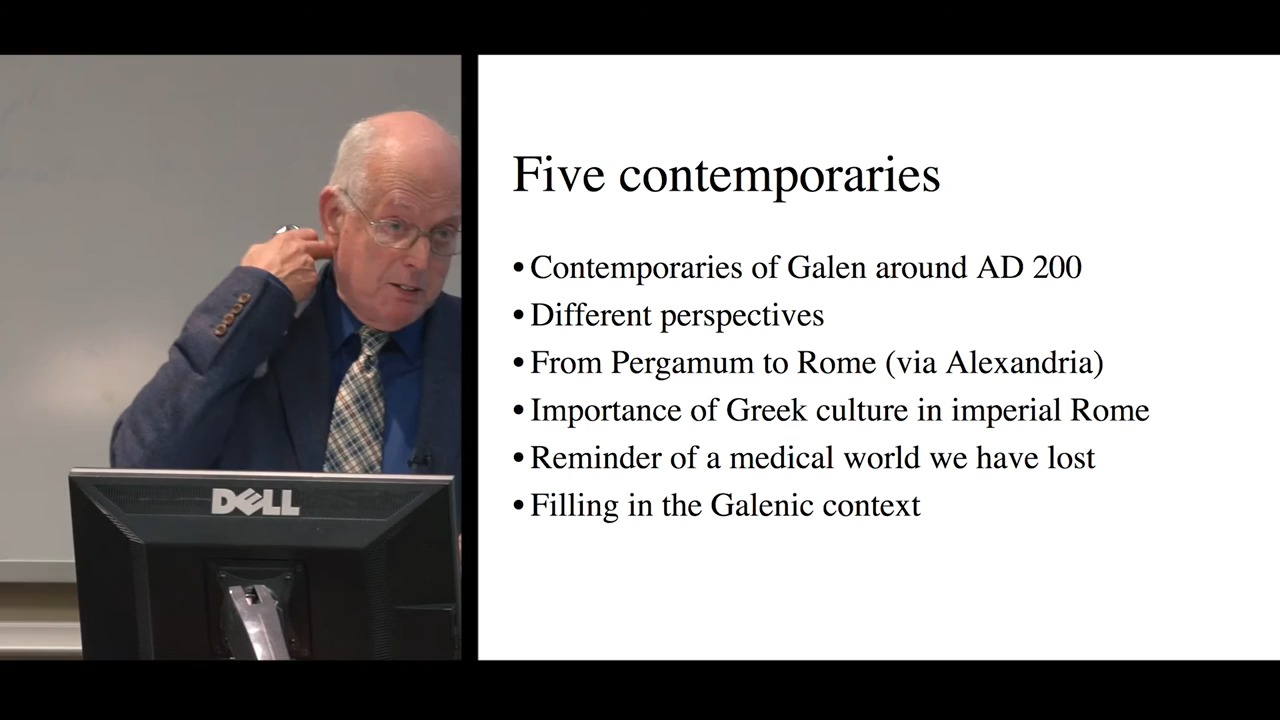 Five contemporaries
• Contemporaries of Galen around AD 200
• Different perspectives
• From Pergamum to Rome (via Alexandria)
• Importance of Greek culture in imperial Rome
• Reminder of a medical world we have lost
• Filling in the Galenic context
DELL